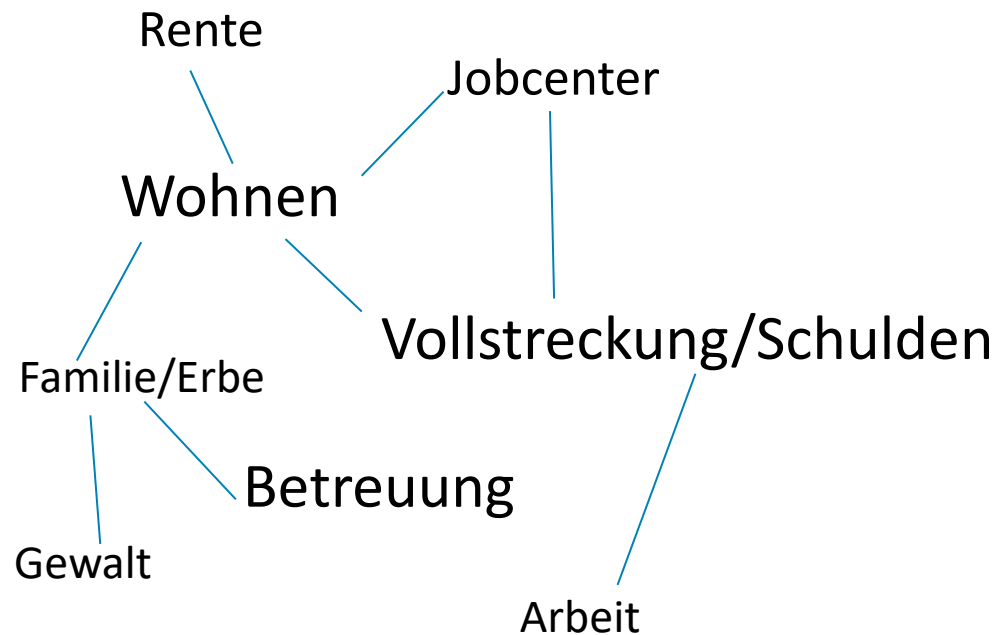 Rente
Jobcenter
Wohnen
Vollstreckung/Schulden
Familie/Erbe
Betreuung
Gewalt
Arbeit